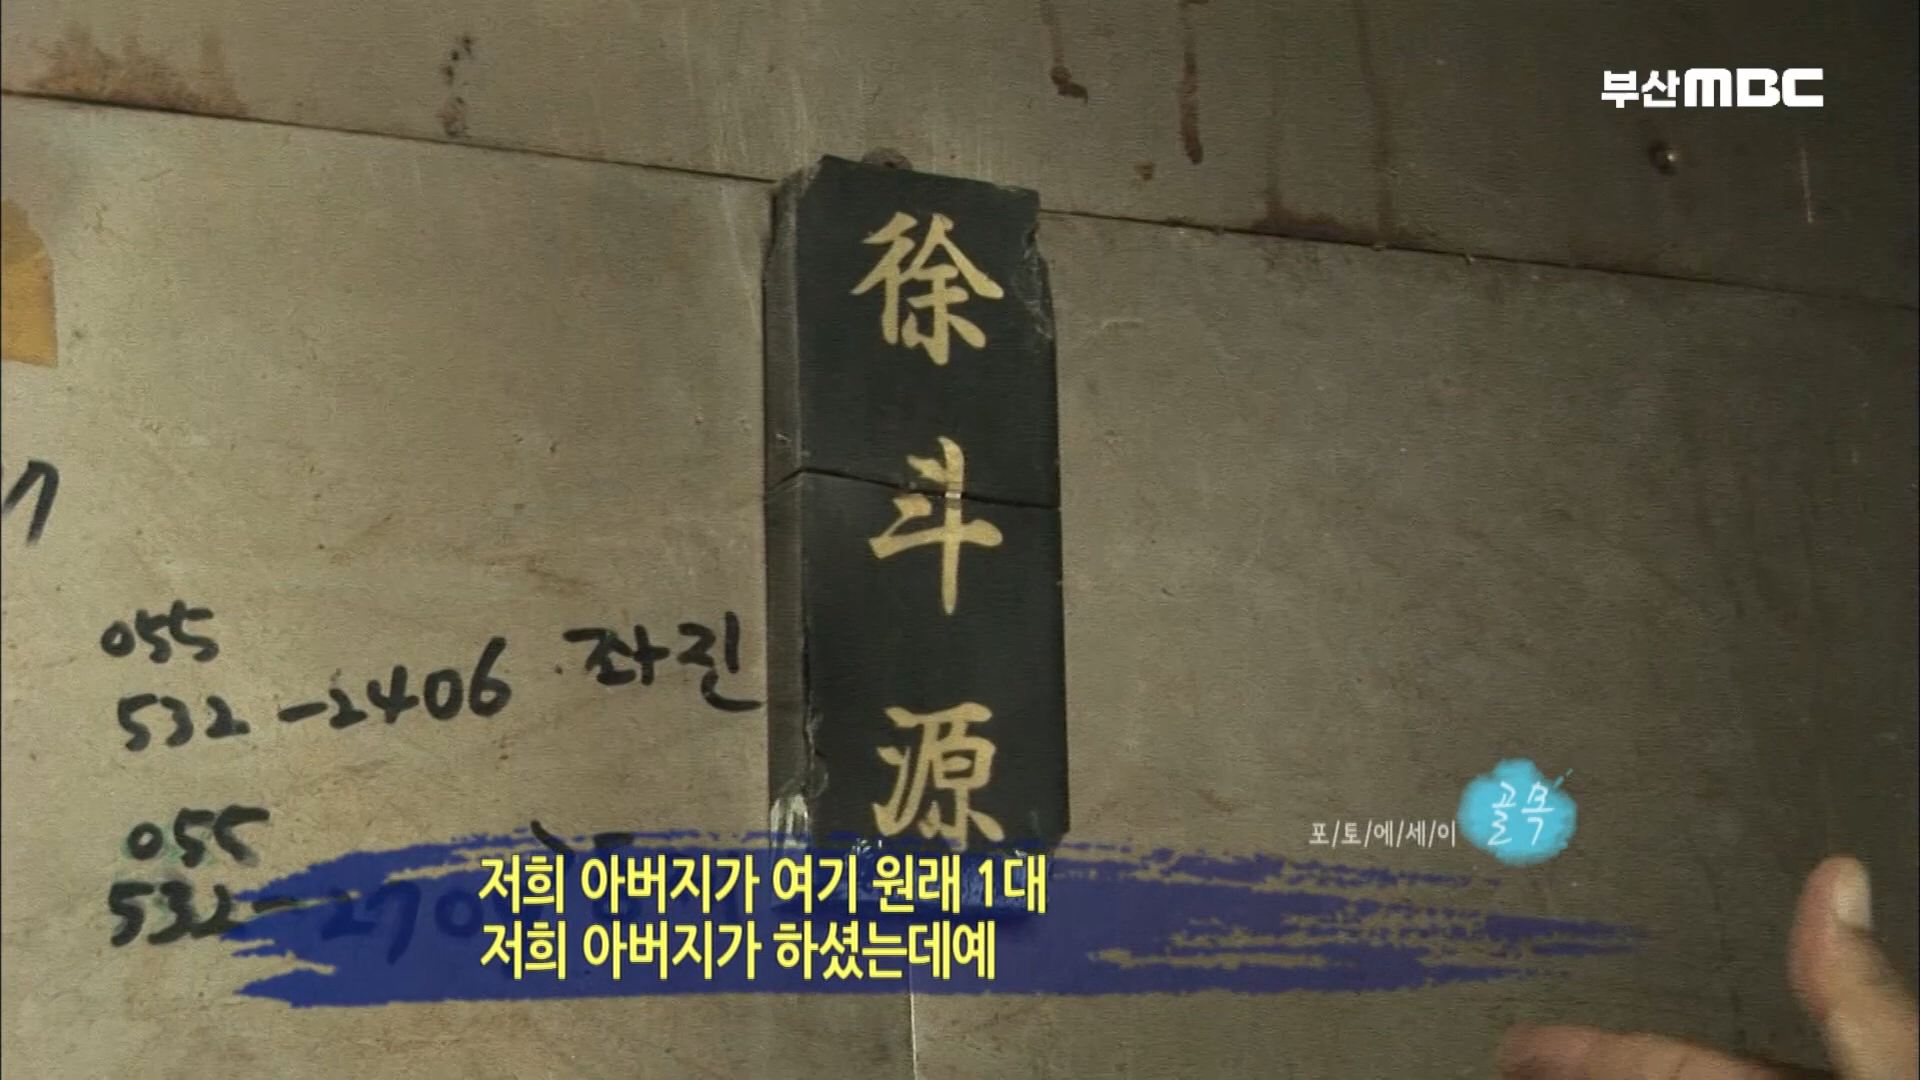 부산MBC
徐斗源
055
532-2406 좌진
055
포/토/에/세/이 골목
저희 아버지가 여기 원래 1대
저희 아버지가 하셨는데예